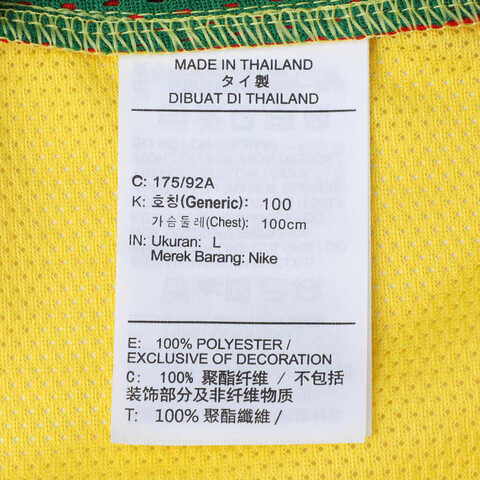 MADE IN THAILAND
タイ製
DIBUAT DI THAILAND
C: 175/92A
K: 호칭(Generic): 100
가슴둘레(Chest): 100cm
IN: Ukuran: L
Merek Barang: Nike
E: 100% POLYESTER/
EXCLUSIVE OF DECORATION
C: 100% 聚酯纤维 / 不包括
装饰部分及非纤维物质
T: 100% 聚酯纖維 /